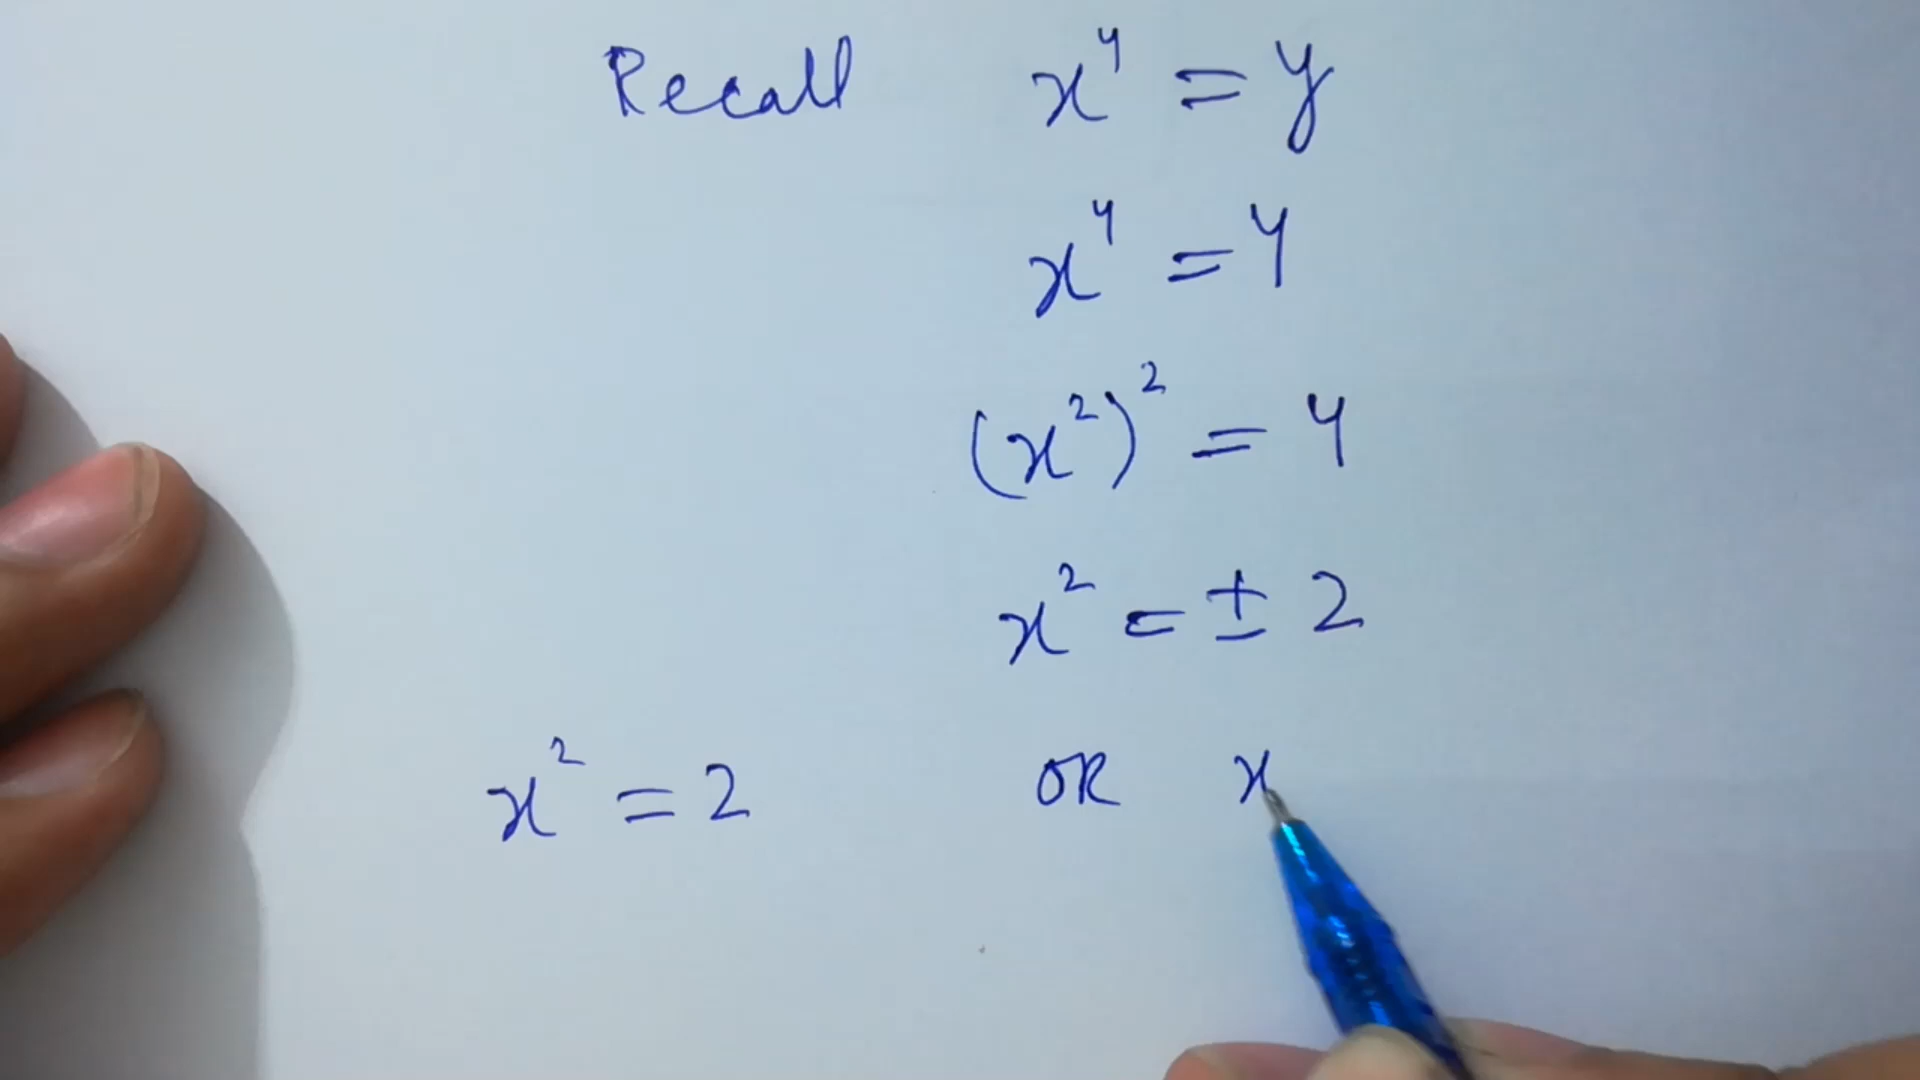 Recall x⁴ = y
x⁴ = 4
(x²)² = 4
x² = ± 2
x² = 2 OR x